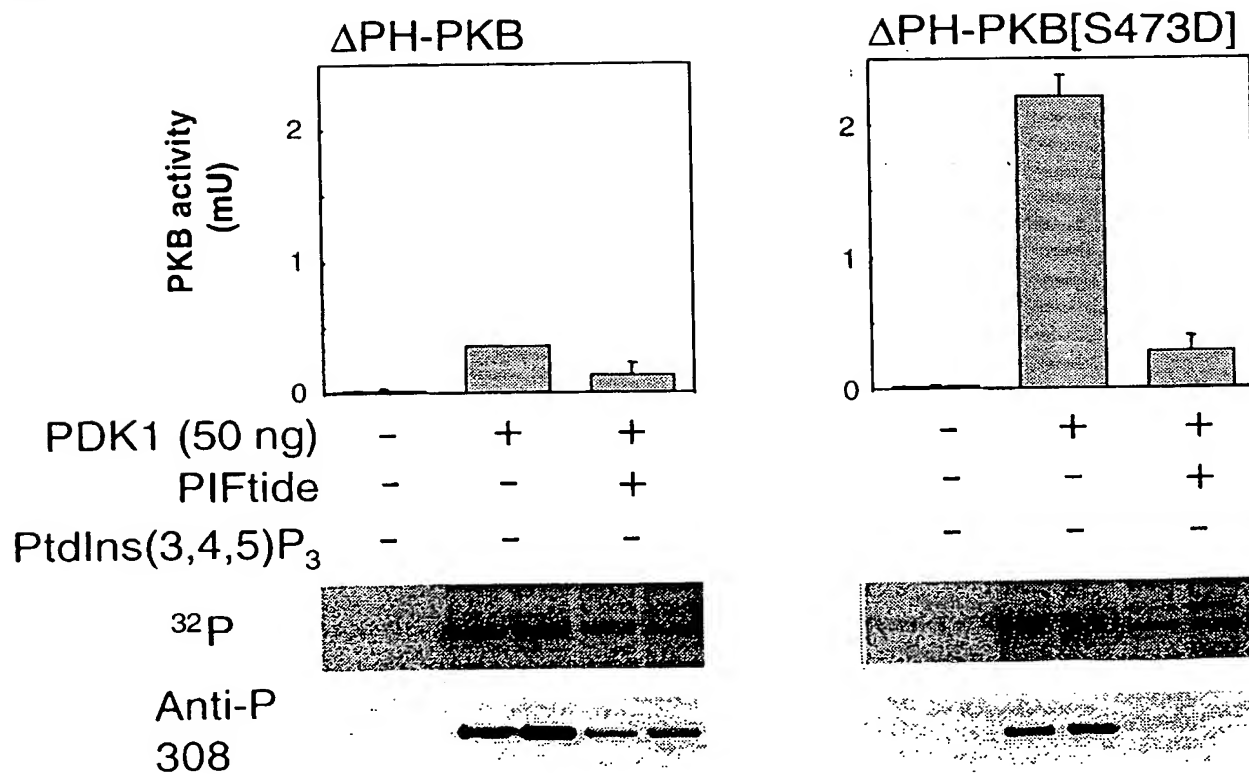 ΔPH-PKB
ΔPH-PKB[S473D]
PKB activity
(mU)
2
1
0
2
1
0
PDK1 (50 ng) - + + - + +
PIFtide - - + - - +
PtdIns(3,4,5)P₃ - - - - - -
³²P
Anti-P
308